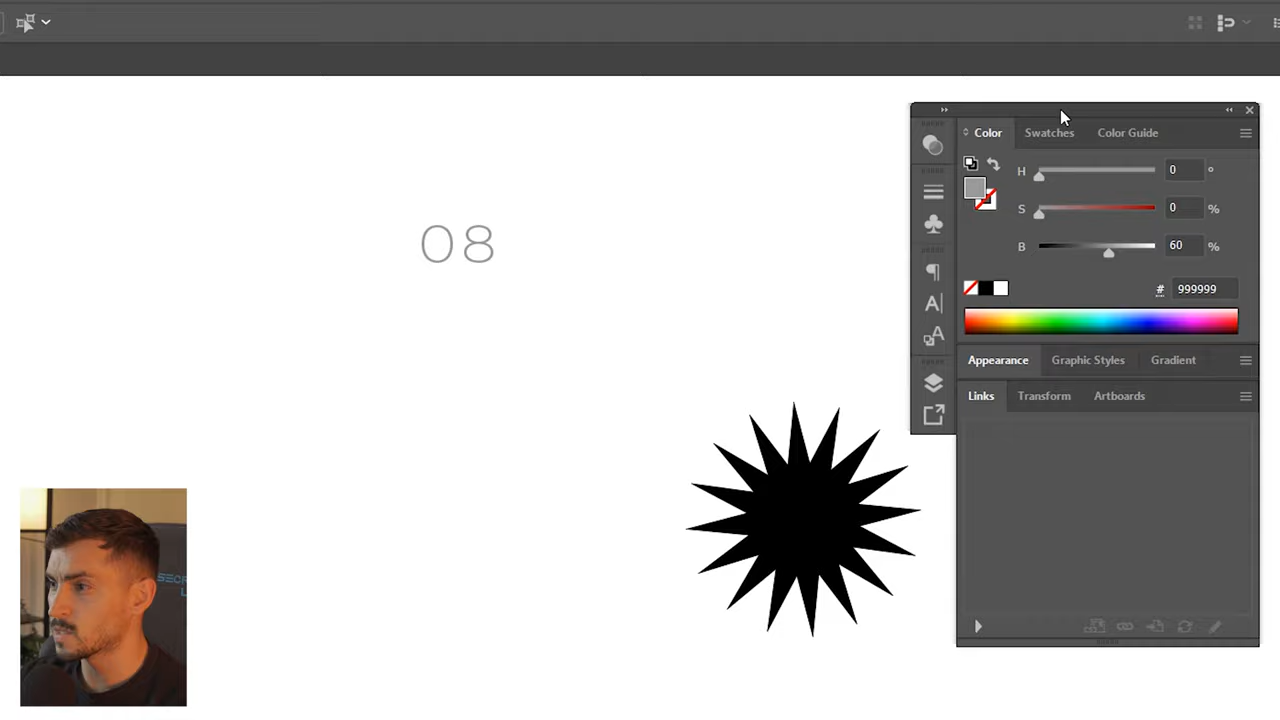 Color Swatches Color Guide
H 0 °
08
S 0 %
B 60 %
# 999999
Appearance Graphic Styles Gradient
Links Transform Artboards